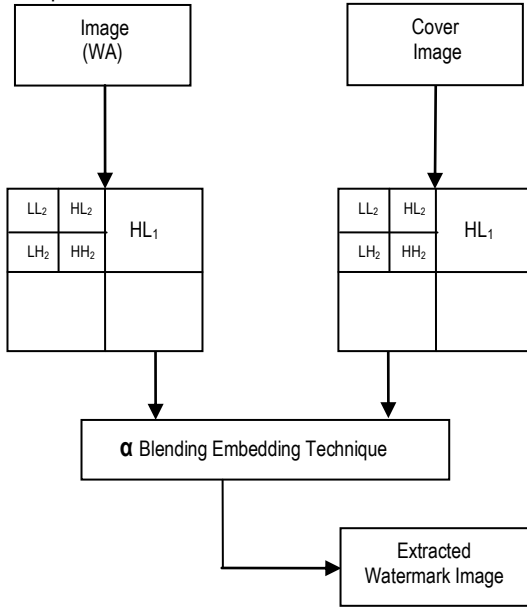 Image
(WA)
Cover
Image
LL₂ HL₂
HL₁
LH₂ HH₂
LL₂ HL₂
HL₁
LH₂ HH₂
α Blending Embedding Technique
Extracted
Watermark Image